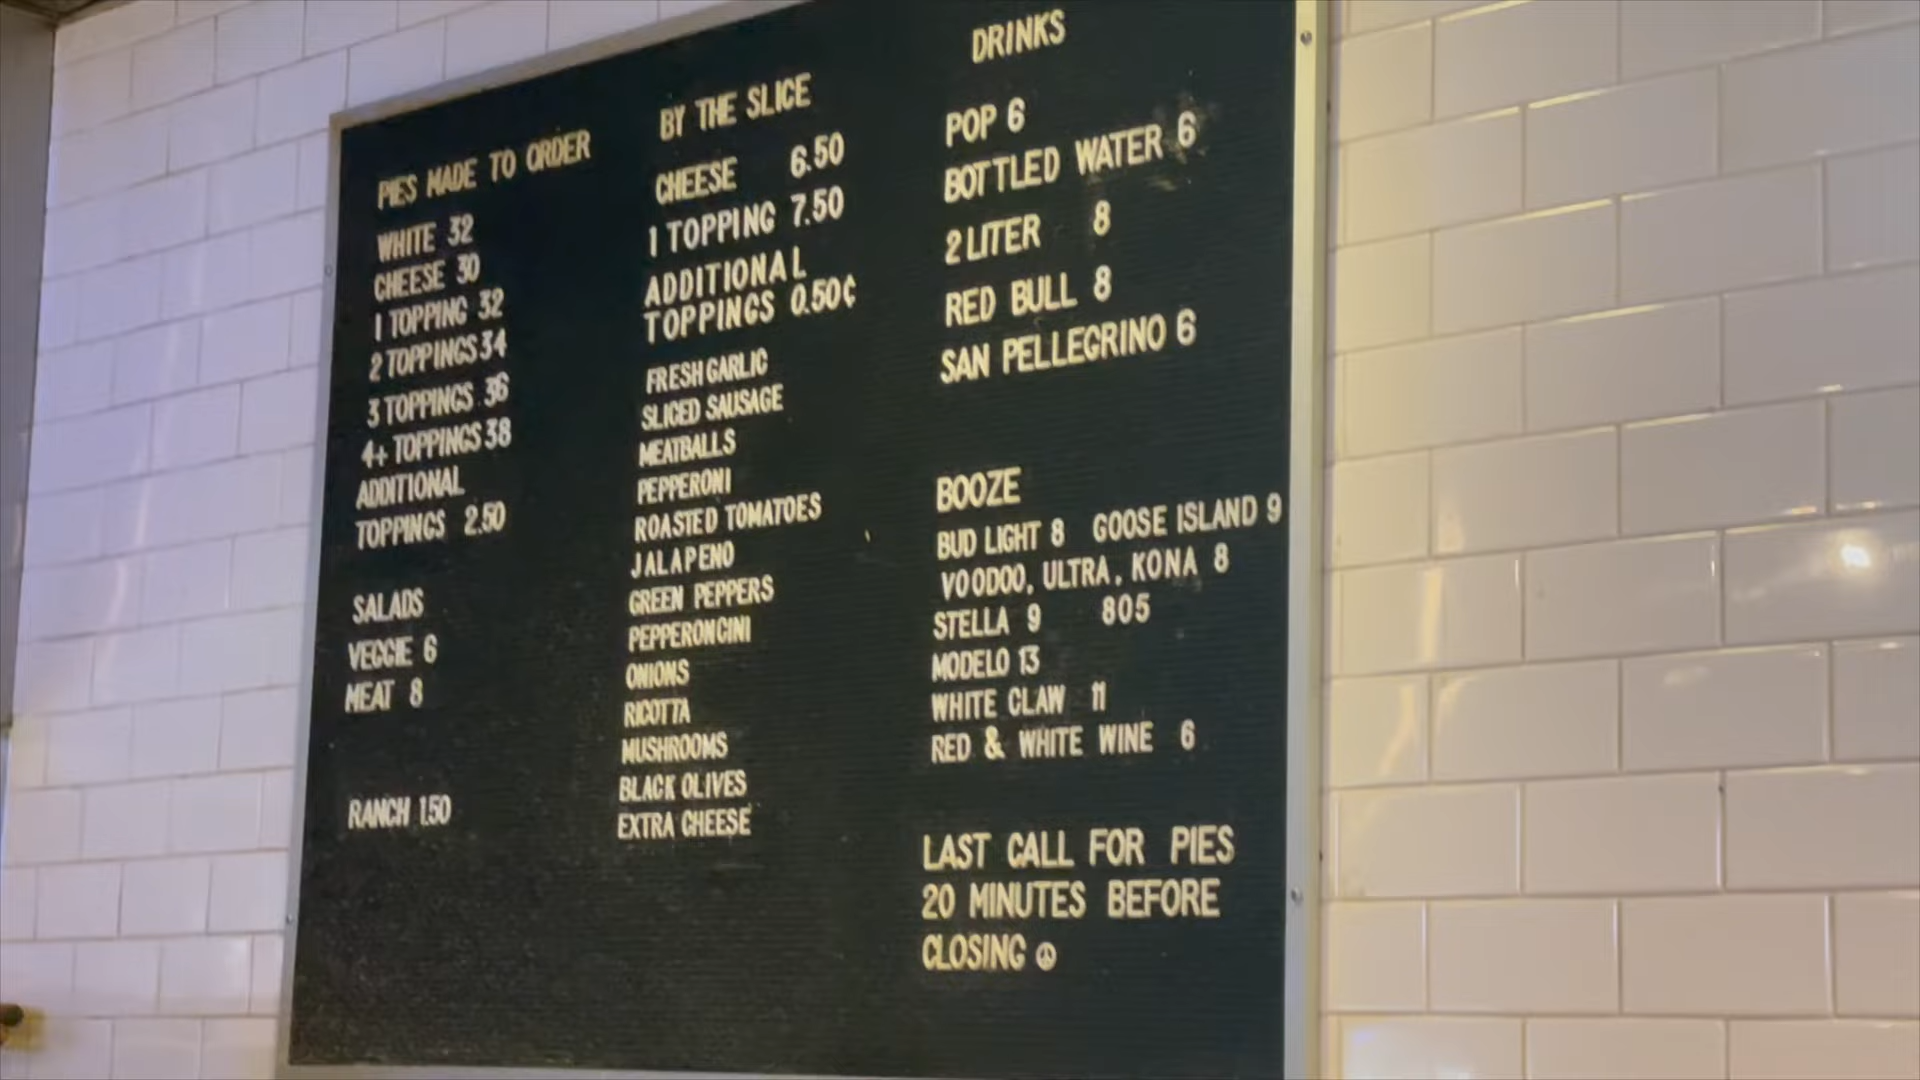 PIES MADE TO ORDER
WHITE 32
CHEESE 30
1 TOPPING 32
2 TOPPINGS 34
3 TOPPINGS 36
4+ TOPPINGS 38
ADDITIONAL
TOPPINGS 2.50
SALADS
VEGGIE 6
MEAT 8
RANCH 1.50
BY THE SLICE
CHEESE 6.50
1 TOPPING 7.50
ADDITIONAL
TOPPINGS 0.50¢
FRESH GARLIC
SLICED SAUSAGE
MEATBALLS
PEPPERONI
ROASTED TOMATOES
JALAPENO
GREEN PEPPERS
PEPPERONCINI
ONIONS
RICOTTA
MUSHROOMS
BLACK OLIVES
EXTRA CHEESE
DRINKS
POP 6
BOTTLED WATER 6
2 LITER 8
RED BULL 8
SAN PELLEGRINO 6
BOOZE
BUD LIGHT 8 GOOSE ISLAND 9
VOODOO, ULTRA, KONA 8
STELLA 9 805
MODELO 13
WHITE CLAW 11
RED & WHITE WINE 6
LAST CALL FOR PIES
20 MINUTES BEFORE
CLOSING ☮